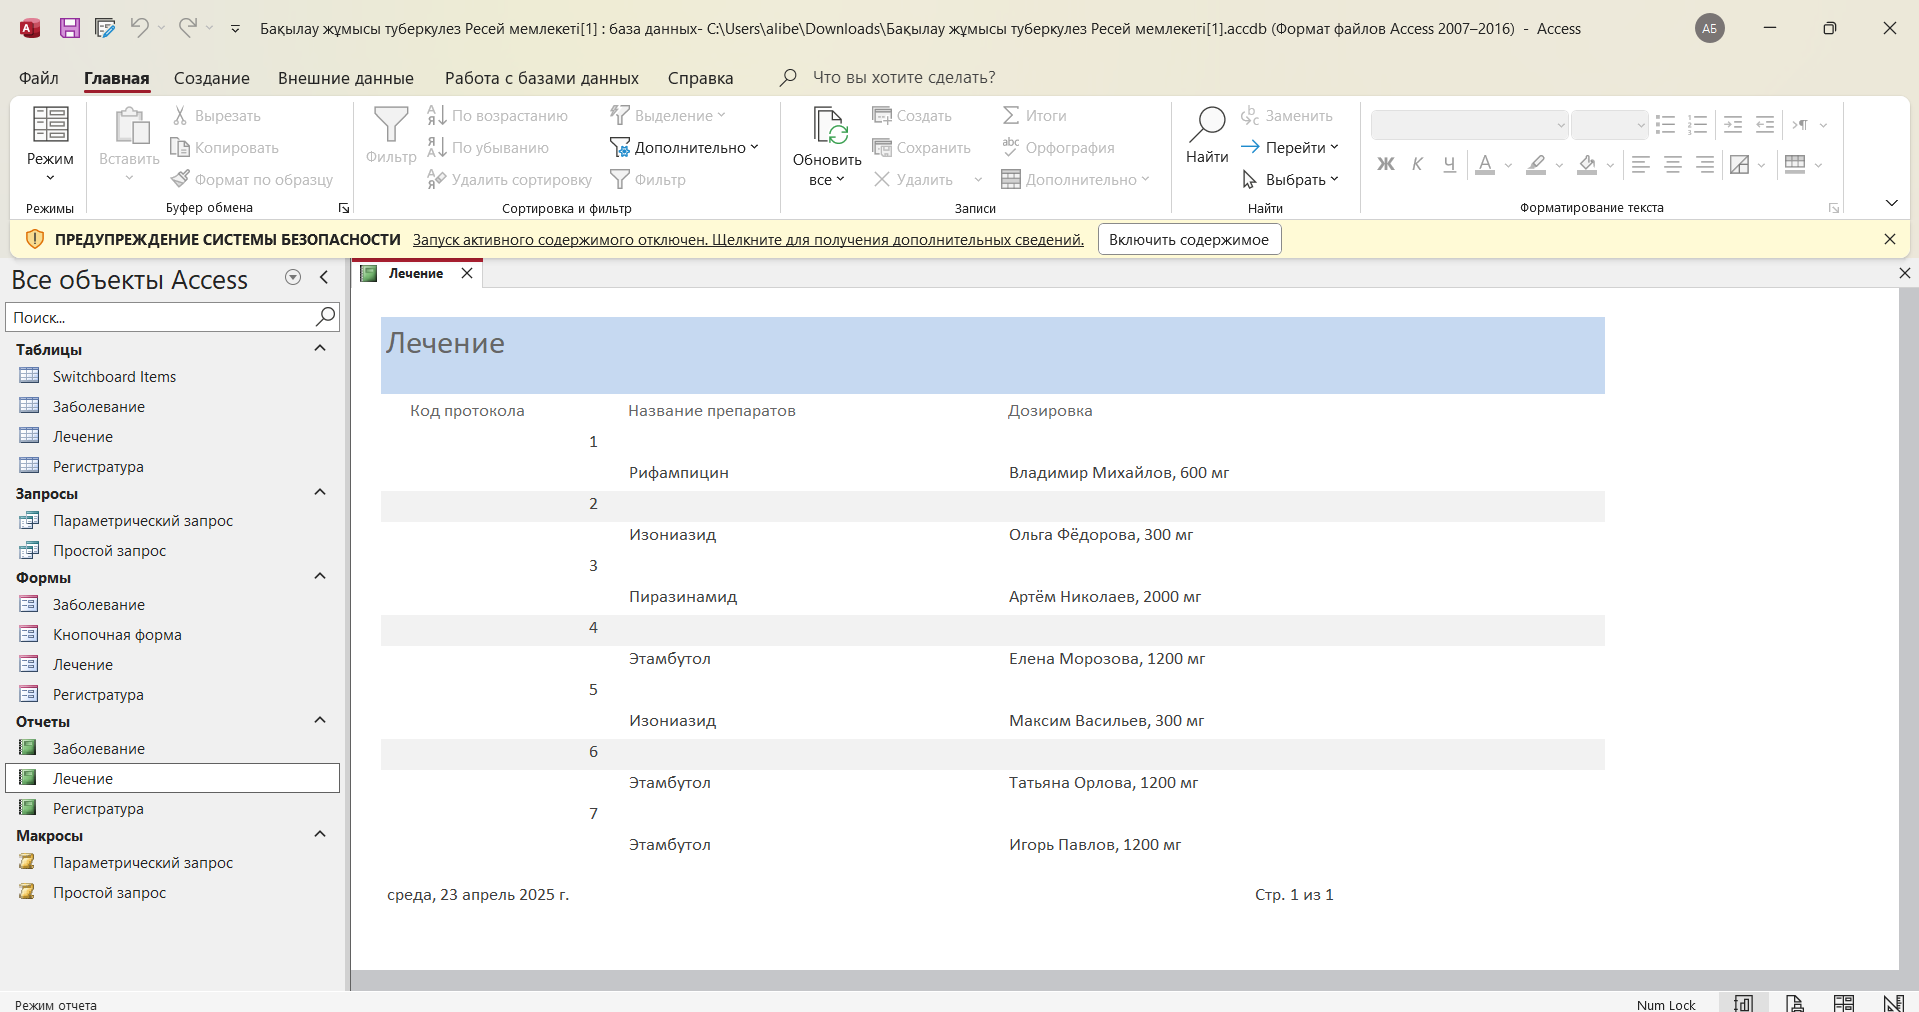 Бақылау жұмысы туберкулез Ресей мемлекеті[1] : база данных- C:\Users\alibe\Downloads\Бақылау жұмысы туберкулез Ресей мемлекеті[1].accdb (Формат файлов Access 2007–2016) - Access
АБ
Файл Главная Создание Внешние данные Работа с базами данных Справка Что вы хотите сделать?
Режим
Режимы
Вставить
Вырезать
Копировать
Формат по образцу
Буфер обмена
Фильтр
По возрастанию
По убыванию
Удалить сортировку
Выделение
Дополнительно
Фильтр
Сортировка и фильтр
Обновить
все
Создать
Сохранить
Удалить
Итоги
Орфография
Дополнительно
Записи
Найти
Заменить
Перейти
Выбрать
Найти
Ж К Ч
Форматирование текста
ПРЕДУПРЕЖДЕНИЕ СИСТЕМЫ БЕЗОПАСНОСТИ Запуск активного содержимого отключен. Щелкните для получения дополнительных сведений. Включить содержимое
Все объекты Access
Поиск...
Таблицы
Switchboard Items
Заболевание
Лечение
Регистратура
Запросы
Параметрический запрос
Простой запрос
Формы
Заболевание
Кнопочная форма
Лечение
Регистратура
Отчеты
Заболевание
Лечение
Регистратура
Макросы
Параметрический запрос
Простой запрос
Лечение
Лечение
Код протокола Название препаратов Дозировка
1
Рифампицин Владимир Михайлов, 600 мг
2
Изониазид Ольга Фёдорова, 300 мг
3
Пиразинамид Артём Николаев, 2000 мг
4
Этамбутол Елена Морозова, 1200 мг
5
Изониазид Максим Васильев, 300 мг
6
Этамбутол Татьяна Орлова, 1200 мг
7
Этамбутол Игорь Павлов, 1200 мг
среда, 23 апрель 2025 г. Стр. 1 из 1
Режим отчета Num Lock